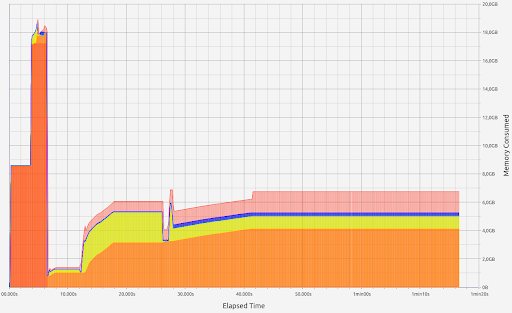 20,0GB
18,0GB
16,0GB
14,0GB
12,0GB
10,0GB
8,0GB
6,0GB
4,0GB
2,0GB
0B
Memory Consumed
00.000s 10.000s 20.000s 30.000s 40.000s 50.000s 1min00s 1min10s 1min20s
Elapsed Time